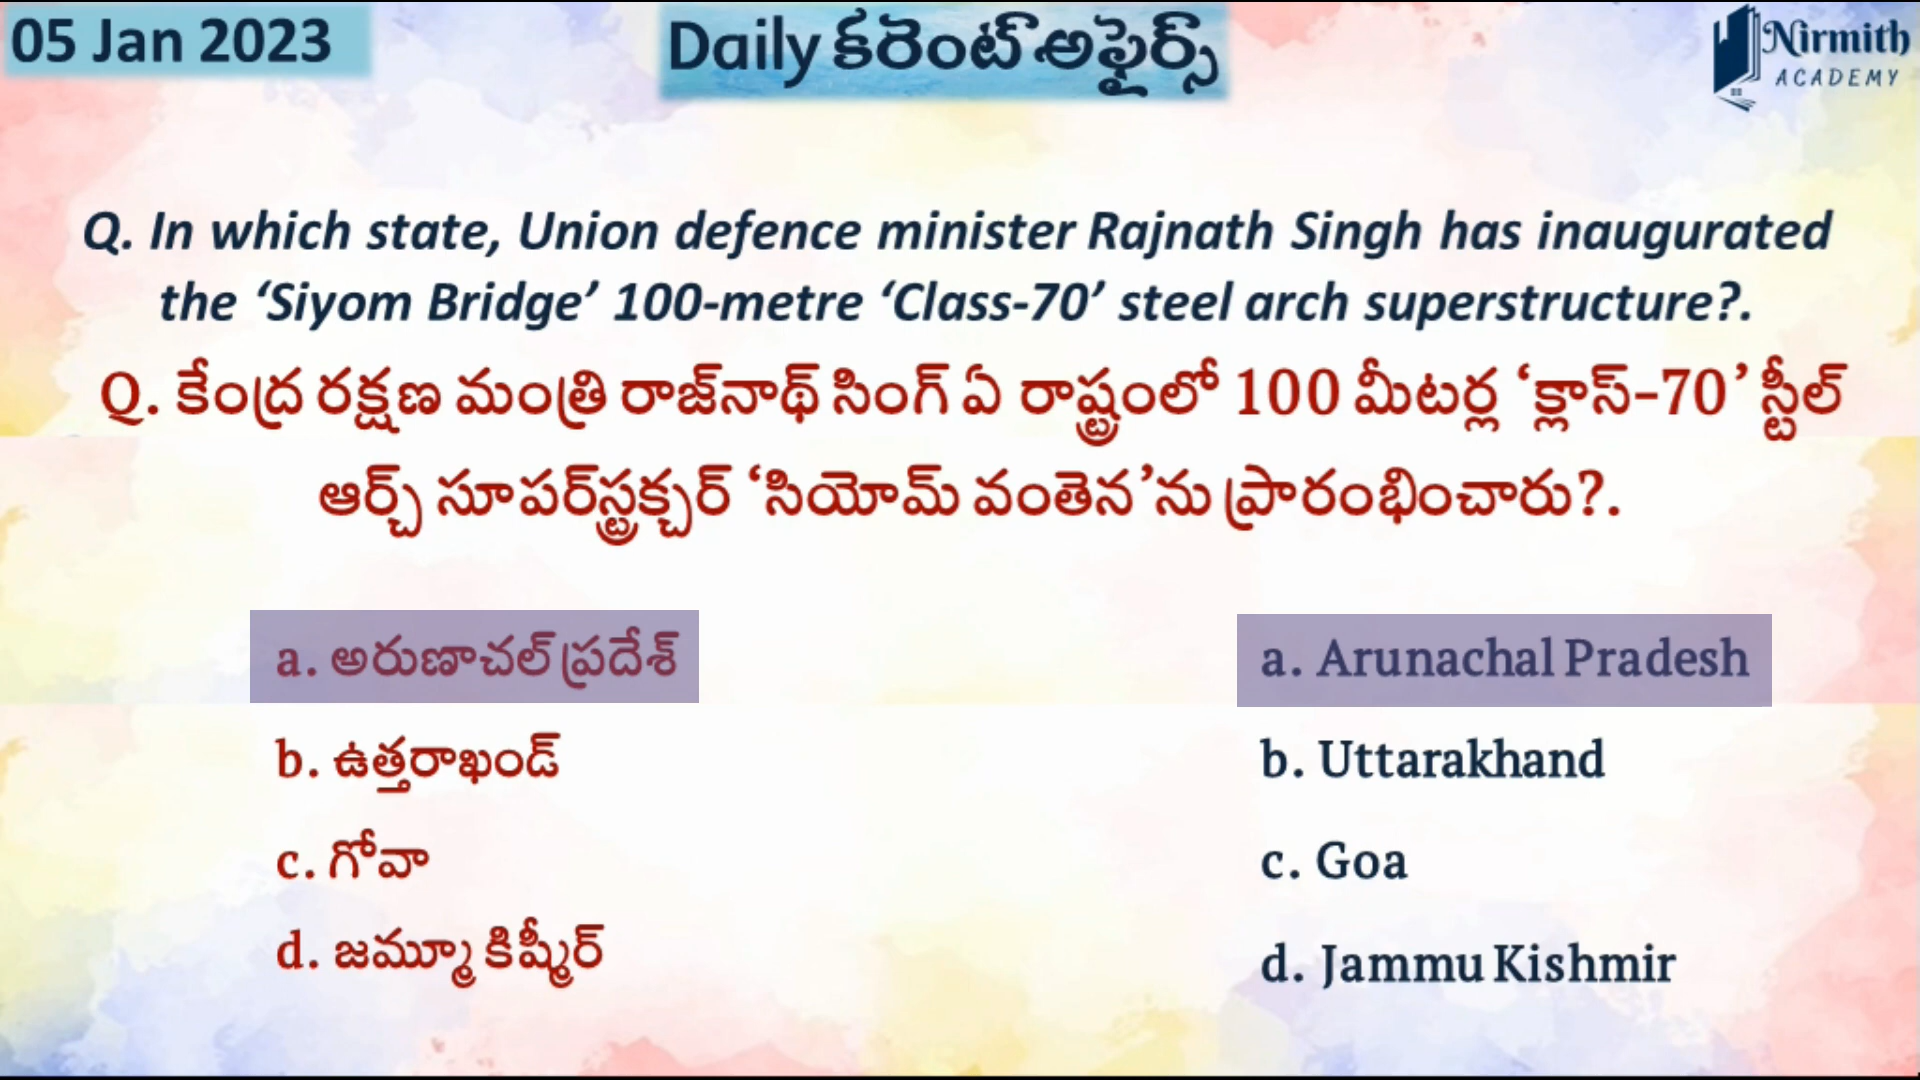 05 Jan 2023
Daily కరెంట్ అఫైర్స్
Nirmith
ACADEMY
Q. In which state, Union defence minister Rajnath Singh has inaugurated
the ‘Siyom Bridge’ 100-metre ‘Class-70’ steel arch superstructure?.
Q. కేంద్ర రక్షణ మంత్రి రాజ్‌నాథ్ సింగ్ ఏ రాష్ట్రంలో 100 మీటర్ల ‘క్లాస్-70’ స్టీల్
ఆర్చ్ సూపర్‌స్ట్రక్చర్ ‘సియోమ్ వంతెన’ను ప్రారంభించారు?.
a. అరుణాచల్ ప్రదేశ్
b. ఉత్తరాఖండ్
c. గోవా
d. జమ్మూ కిష్మీర్
a. Arunachal Pradesh
b. Uttarakhand
c. Goa
d. Jammu Kishmir